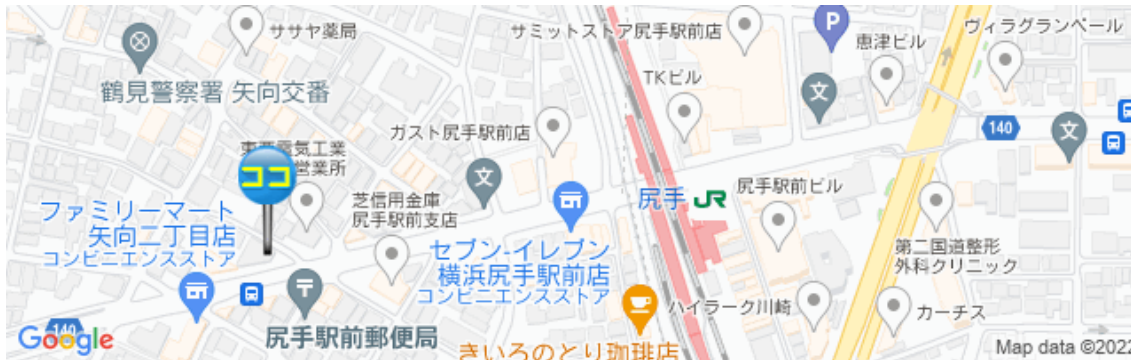 ササヤ薬局
サミットストア尻手駅前店
P
恵津ビル
ヴィラグランベール
鶴見警察署 矢向交番
TKビル
文
140
文
ガスト尻手駅前店
営業所
ココ
文
芝信用金庫
尻手駅前支店
尻手 JR
尻手駅前ビル
ファミリーマート
矢向二丁目店
コンビニエンスストア
セブン-イレブン
横浜尻手駅前店
コンビニエンスストア
第二国道整形
外科クリニック
ハイラーク川崎
カーチス
尻手駅前郵便局
きいろのとり珈琲店
140
Google
Map data ©2022